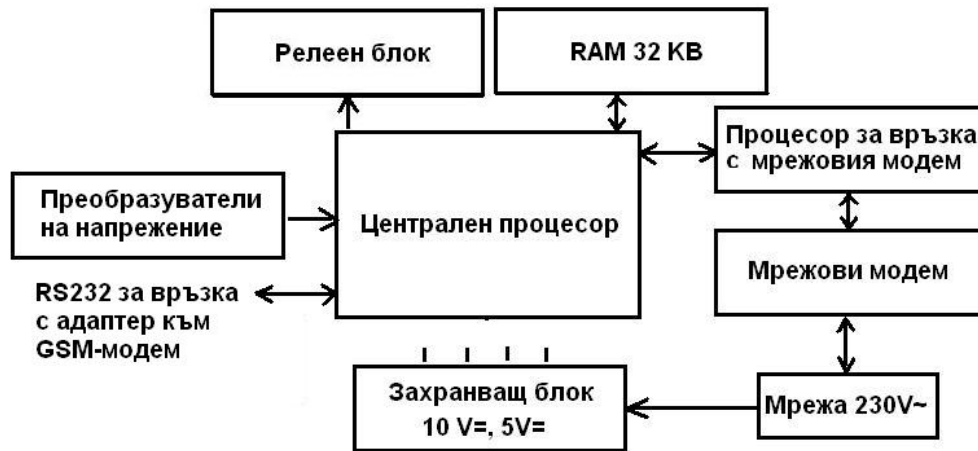 Релеен блок
RAM 32 KB
Процесор за връзка
с мрежовия модем
Преобразуватели
на напрежение
Централен процесор
Мрежови модем
RS232 за връзка
с адаптер към
GSM-модем
Захранващ блок
10 V=, 5V=
Мрежа 230V~